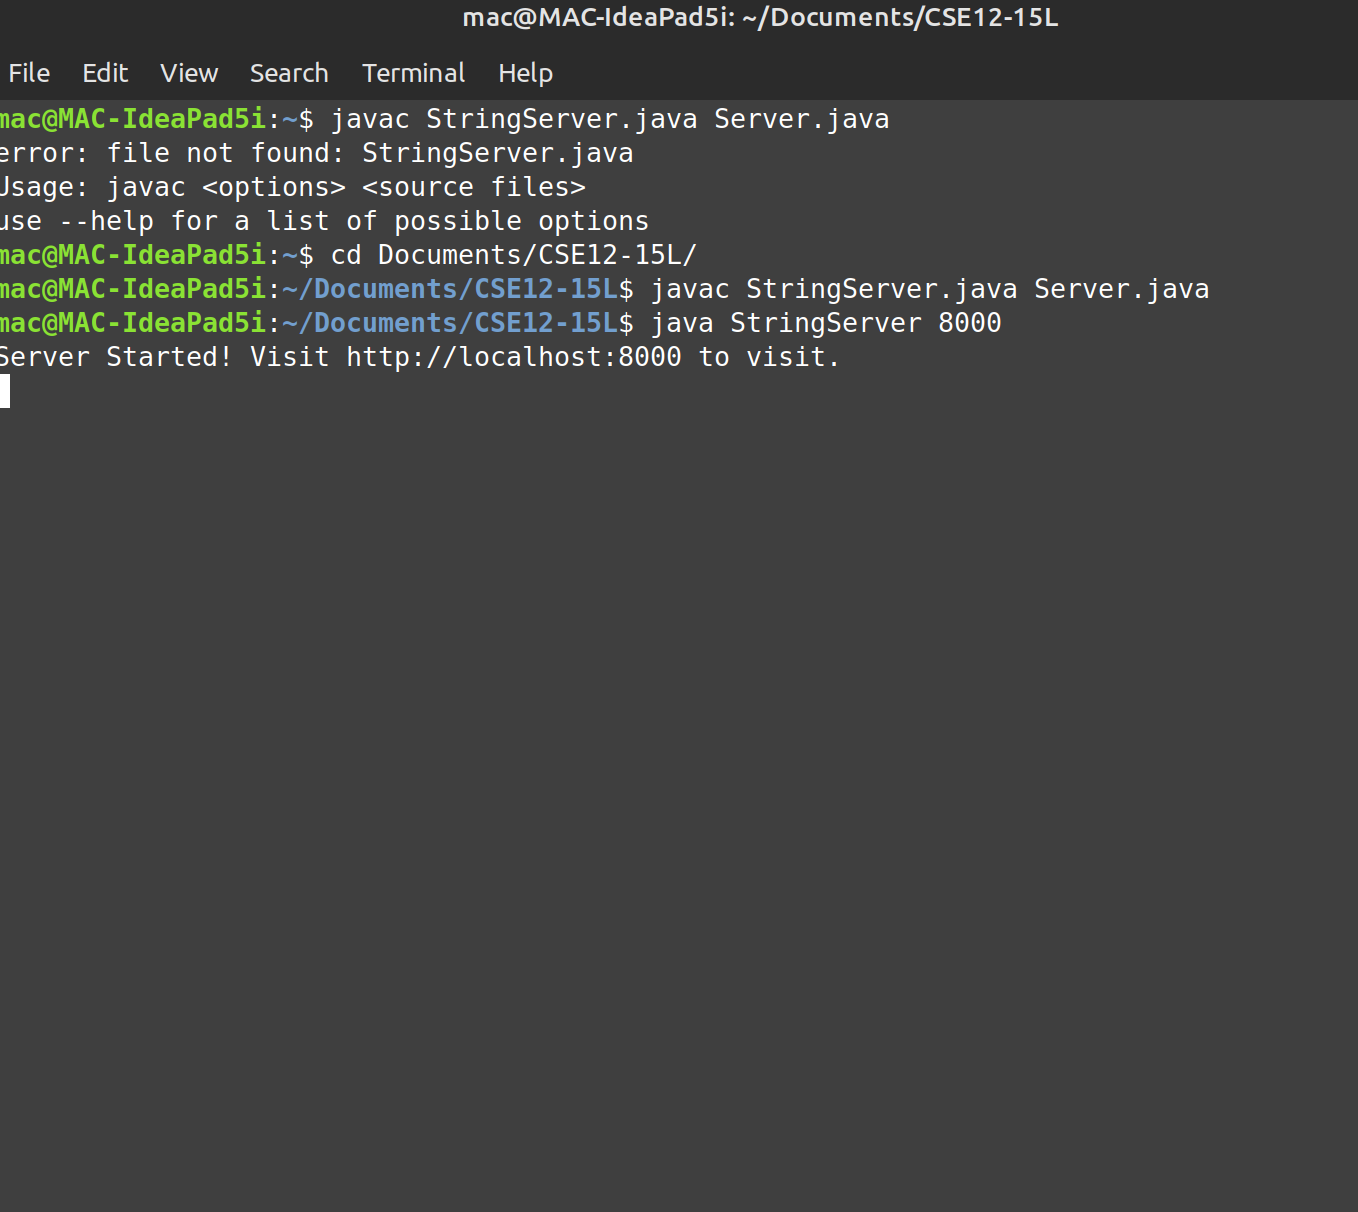 mac@MAC-IdeaPad5i: ~/Documents/CSE12-15L
File Edit View Search Terminal Help
mac@MAC-IdeaPad5i:~$ javac StringServer.java Server.java
error: file not found: StringServer.java
Usage: javac <options> <source files>
use --help for a list of possible options
mac@MAC-IdeaPad5i:~$ cd Documents/CSE12-15L/
mac@MAC-IdeaPad5i:~/Documents/CSE12-15L$ javac StringServer.java Server.java
mac@MAC-IdeaPad5i:~/Documents/CSE12-15L$ java StringServer 8000
Server Started! Visit http://localhost:8000 to visit.